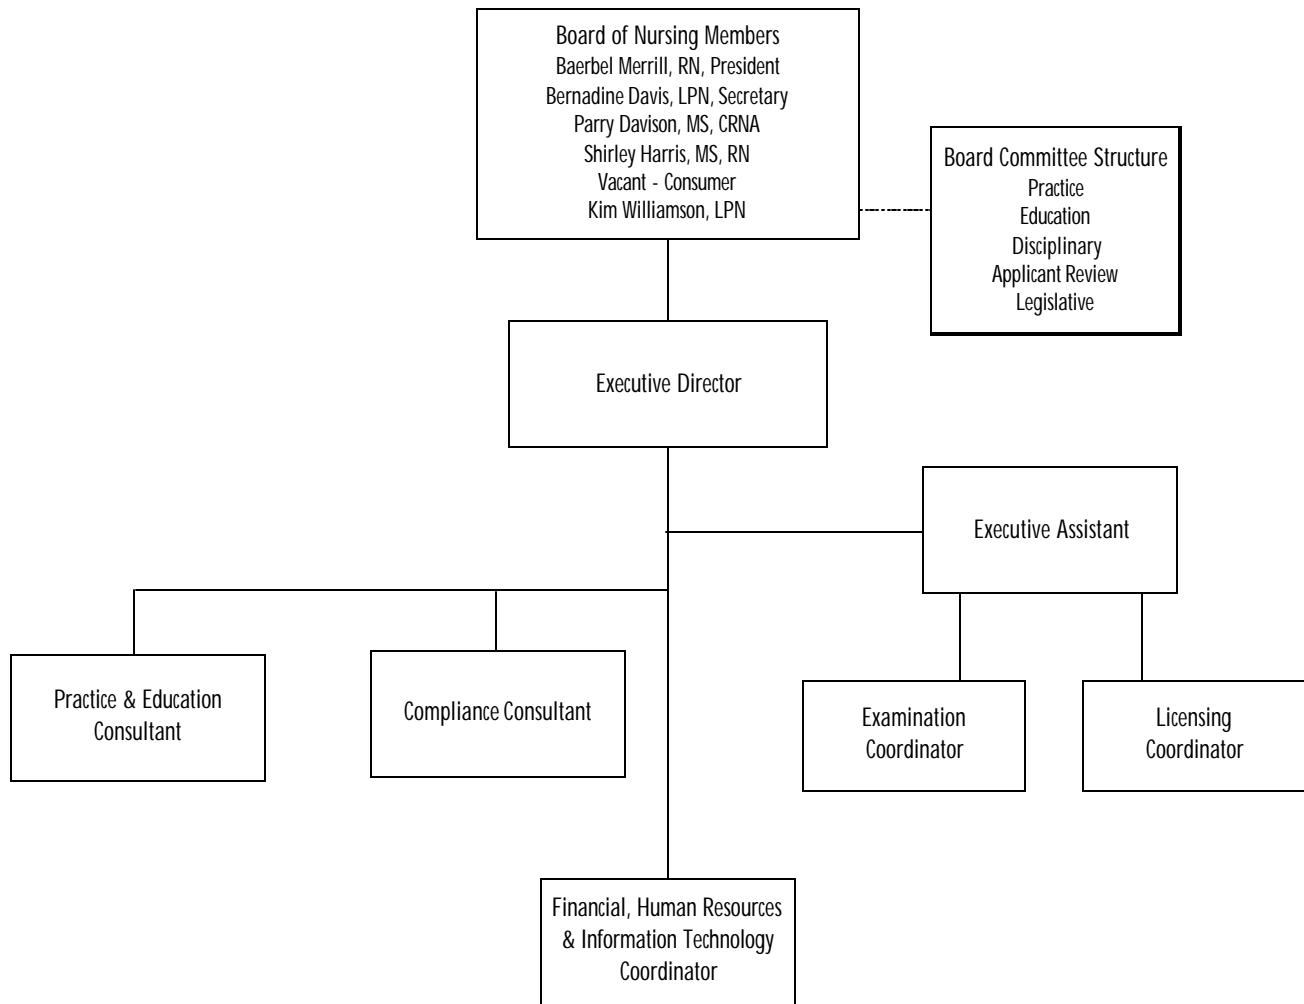 Board of Nursing Members
Baerbel Merrill, RN, President
Bernadine Davis, LPN, Secretary
Parry Davison, MS, CRNA
Shirley Harris, MS, RN
Vacant - Consumer
Kim Williamson, LPN
Board Committee Structure
Practice
Education
Disciplinary
Applicant Review
Legislative
Executive Director
Executive Assistant
Practice & Education
Consultant
Compliance Consultant
Examination
Coordinator
Licensing
Coordinator
Financial, Human Resources
& Information Technology
Coordinator